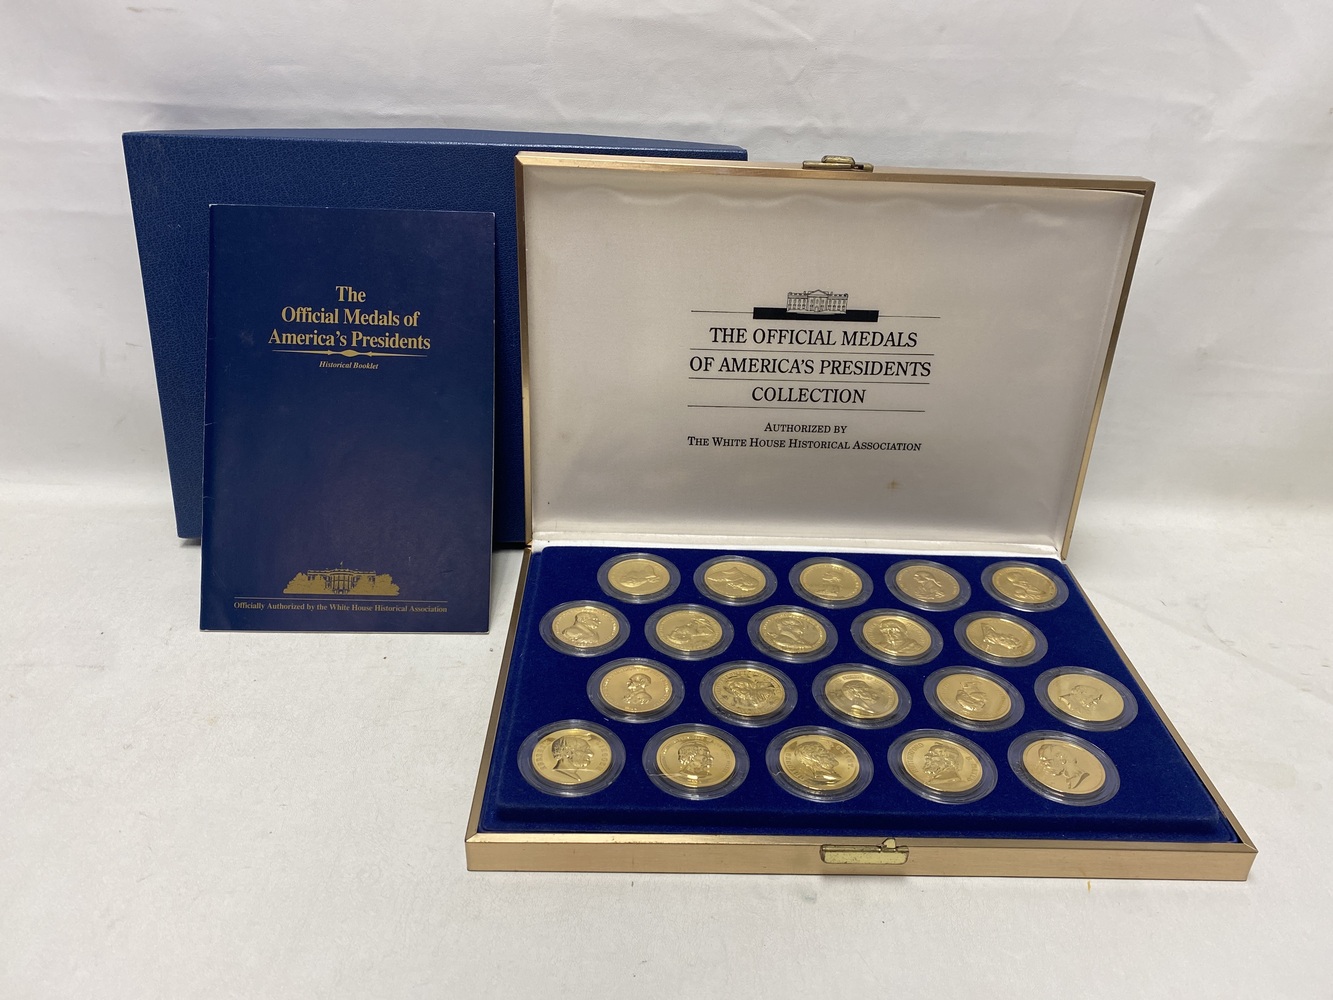 The
Official Medals of
America's Presidents
Historical Booklet
Officially Authorized by the White House Historical Association
THE OFFICIAL MEDALS
OF AMERICA'S PRESIDENTS
COLLECTION
AUTHORIZED BY
THE WHITE HOUSE HISTORICAL ASSOCIATION